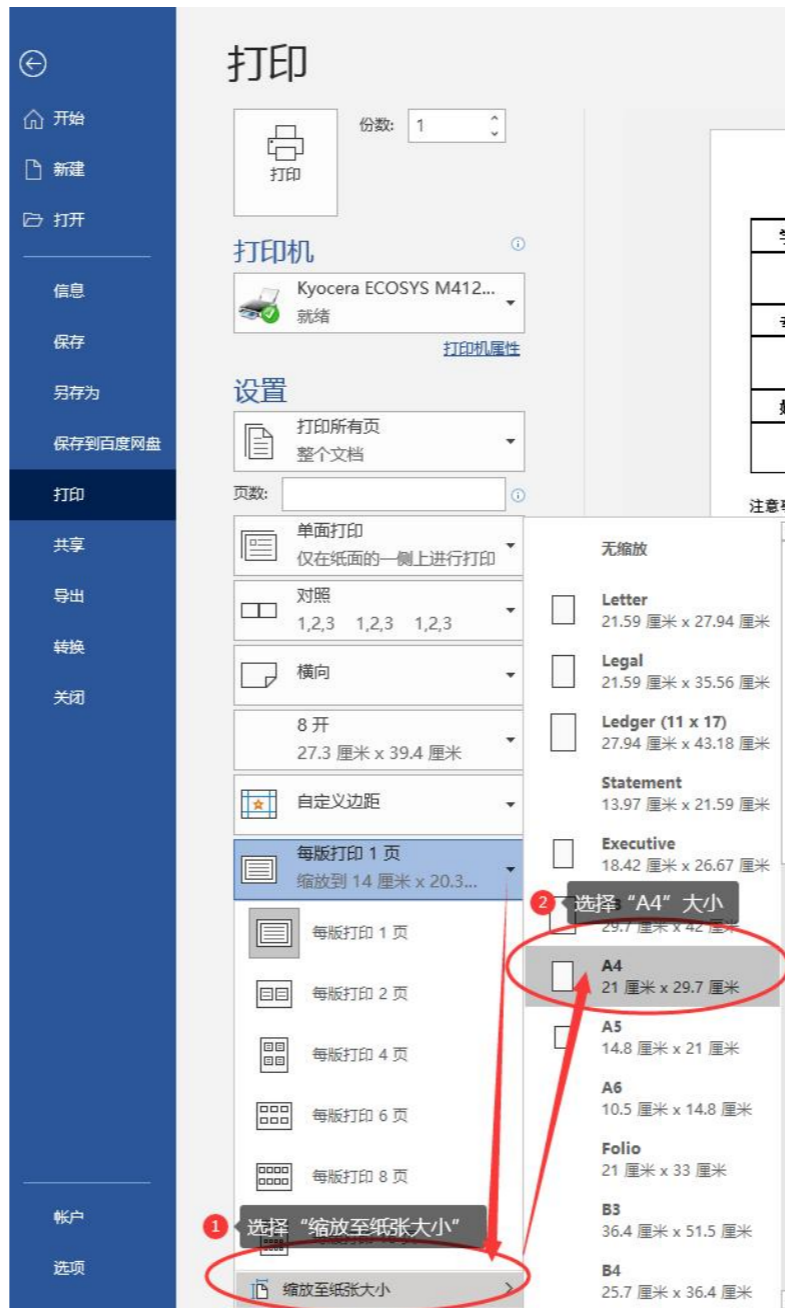 打印
开始
新建
打开
信息
保存
另存为
保存到百度网盘
打印
共享
导出
转换
关闭
帐户
选项
份数: 1
打印
打印机
Kyocera ECOSYS M412...
就绪
打印机属性
设置
打印所有页
整个文档
页数:
单面打印
仅在纸面的一侧上进行打印
对照
1,2,3 1,2,3 1,2,3
横向
8 开
27.3 厘米 x 39.4 厘米
自定义边距
每版打印 1 页
缩放到 14 厘米 x 20.3...
每版打印 1 页
每版打印 2 页
每版打印 4 页
每版打印 6 页
每版打印 8 页
1 选择“缩放至纸张大小”
缩放至纸张大小
注意
无缩放
Letter
21.59 厘米 x 27.94 厘米
Legal
21.59 厘米 x 35.56 厘米
Ledger (11 x 17)
27.94 厘米 x 43.18 厘米
Statement
13.97 厘米 x 21.59 厘米
Executive
18.42 厘米 x 26.67 厘米
2 选择“A4”大小
29.7 厘米 x 42 厘米
A4
21 厘米 x 29.7 厘米
A5
14.8 厘米 x 21 厘米
A6
10.5 厘米 x 14.8 厘米
Folio
21 厘米 x 33 厘米
B3
36.4 厘米 x 51.5 厘米
B4
25.7 厘米 x 36.4 厘米